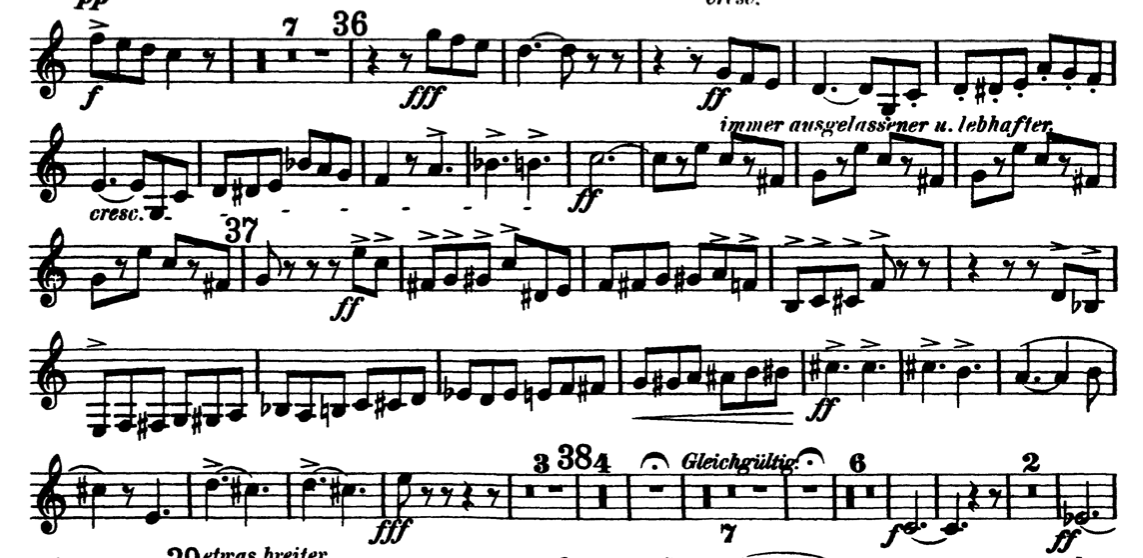 pp cresc.
7 36
f fff ff
immer ausgelassener u. lebhafter.
cresc. - - - - - - - ff
37
ff
ff
3 38 4 Gleichgültig. 6 2
fff 7 f ff
39 etwas breiter